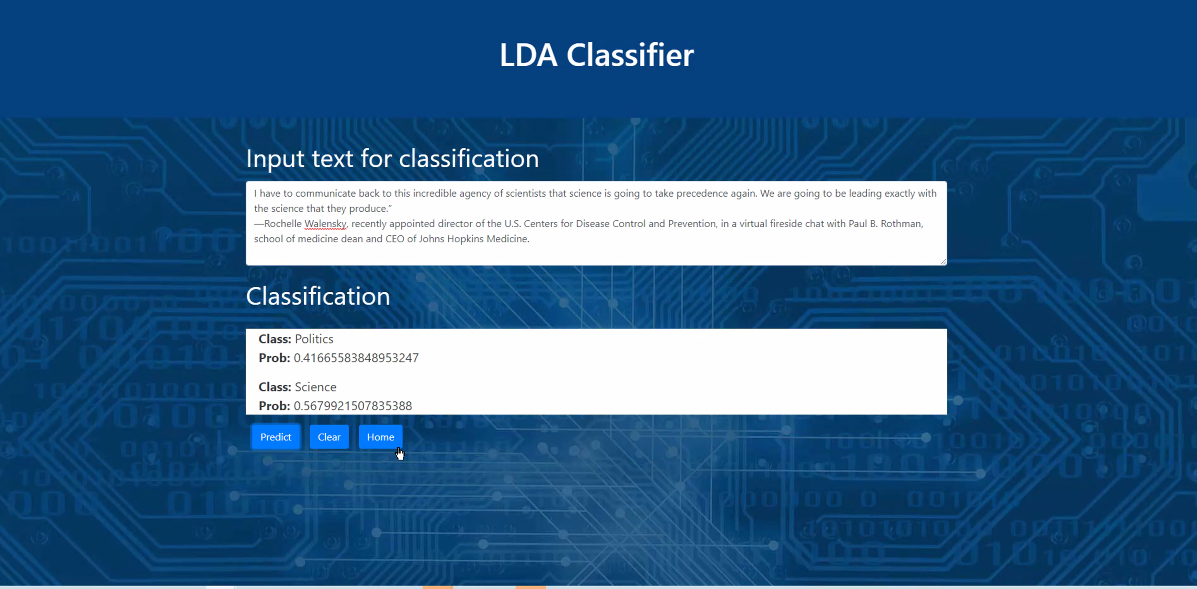 LDA Classifier
Input text for classification
I have to communicate back to this incredible agency of scientists that science is going to take precedence again. We are going to be leading exactly with
the science that they produce."
—Rochelle Walensky, recently appointed director of the U.S. Centers for Disease Control and Prevention, in a virtual fireside chat with Paul B. Rothman,
school of medicine dean and CEO of Johns Hopkins Medicine.
Classification
Class: Politics
Prob: 0.41665583848953247
Class: Science
Prob: 0.5679921507835388
Predict Clear Home